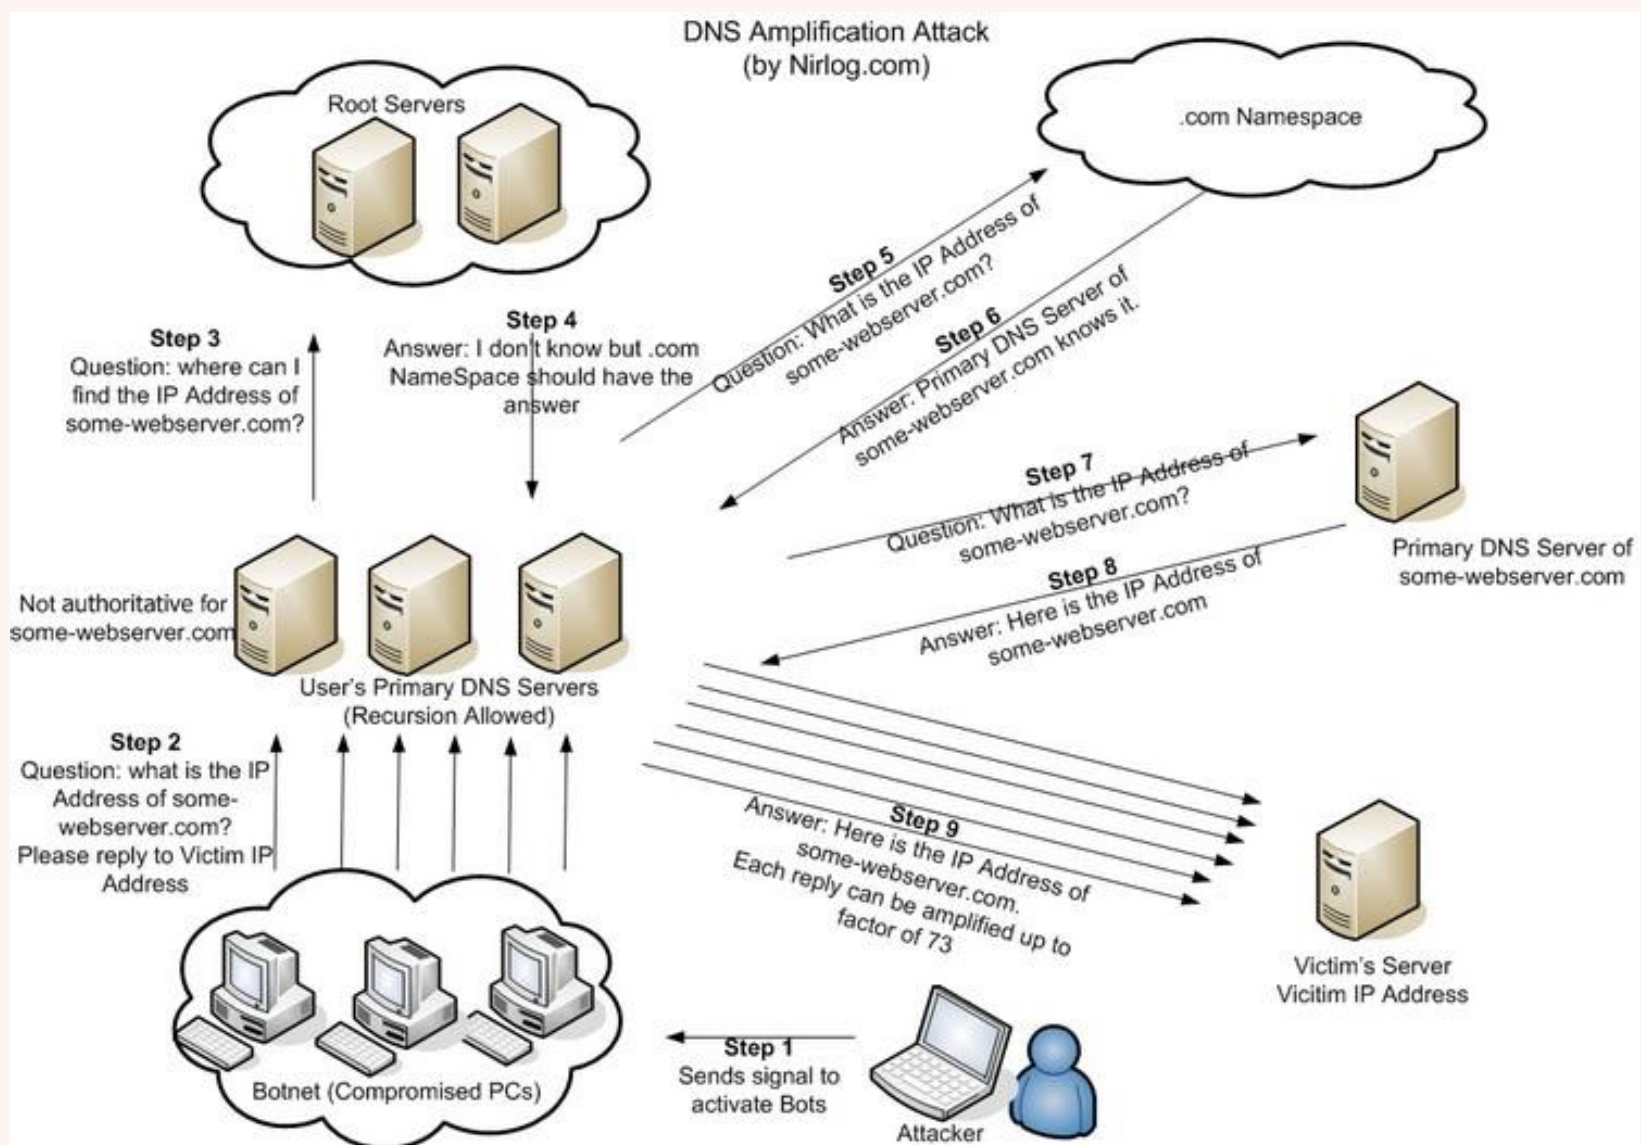 DNS Amplification Attack
(by Nirlog.com)
Root Servers
.com Namespace
Step 3
Question: where can I
find the IP Address of
some-webserver.com?
Step 4
Answer: I don't know but .com
NameSpace should have the
answer
Step 5
Question: What is the IP Address of
some-webserver.com?
Step 6
Answer: Primary DNS Server of
some-webserver.com knows it.
Step 7
Question: What is the IP Address of
some-webserver.com?
Step 8
Answer: Here is the IP Address of
some-webserver.com
Primary DNS Server of
some-webserver.com
Not authoritative for
some-webserver.com
User's Primary DNS Servers
(Recursion Allowed)
Step 2
Question: what is the IP
Address of some-
webserver.com?
Please reply to Victim IP
Address
Step 9
Answer: Here is the IP Address of
some-webserver.com.
Each reply can be amplified up to
factor of 73
Victim's Server
Vicitim IP Address
Botnet (Compromised PCs)
Step 1
Sends signal to
activate Bots
Attacker